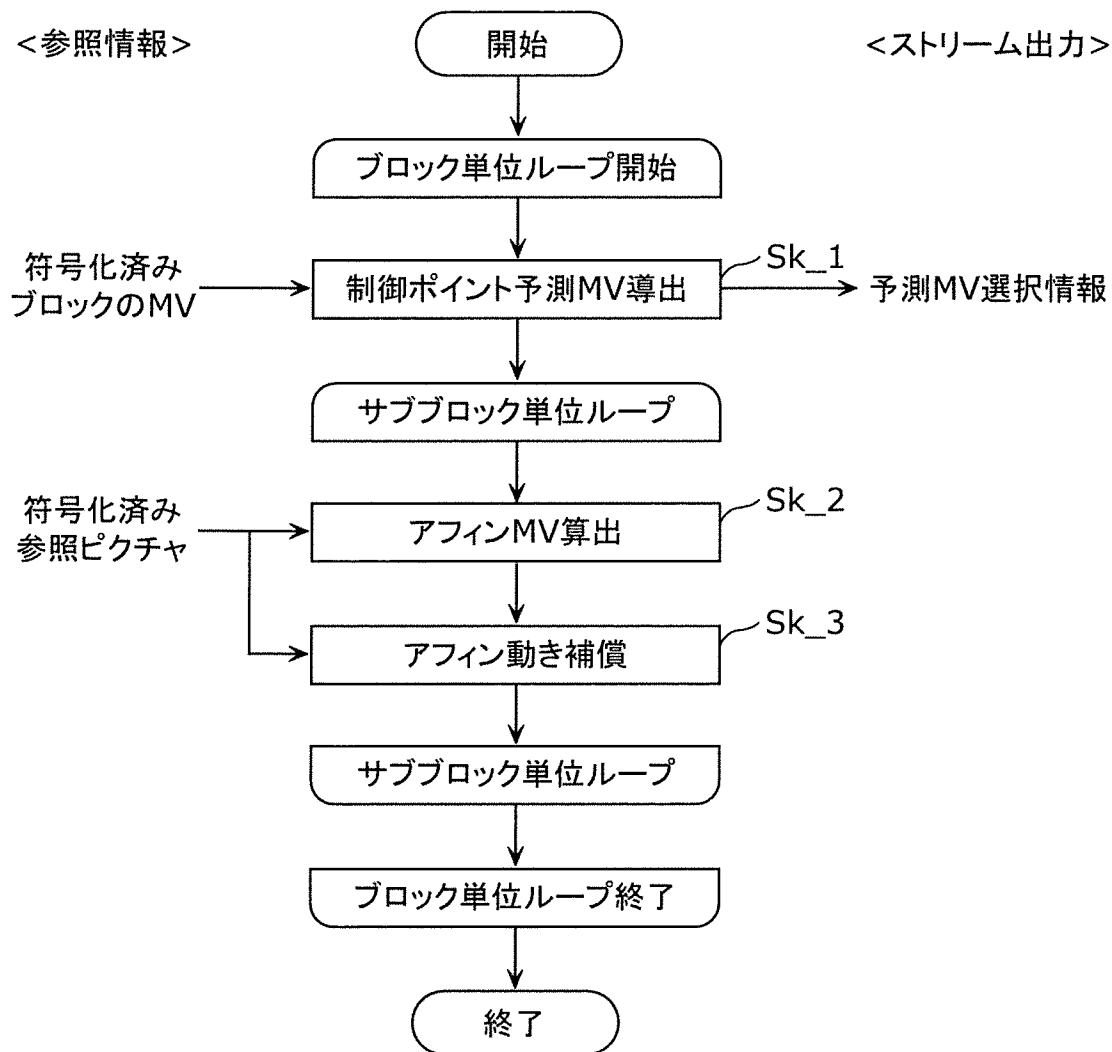 <参照情報>
開始
<ストリーム出力>
ブロック単位ループ開始
符号化済み
ブロックのMV
制御ポイント予測MV導出
Sk_1
予測MV選択情報
サブブロック単位ループ
符号化済み
参照ピクチャ
アフィンMV算出
Sk_2
アフィン動き補償
Sk_3
サブブロック単位ループ
ブロック単位ループ終了
終了